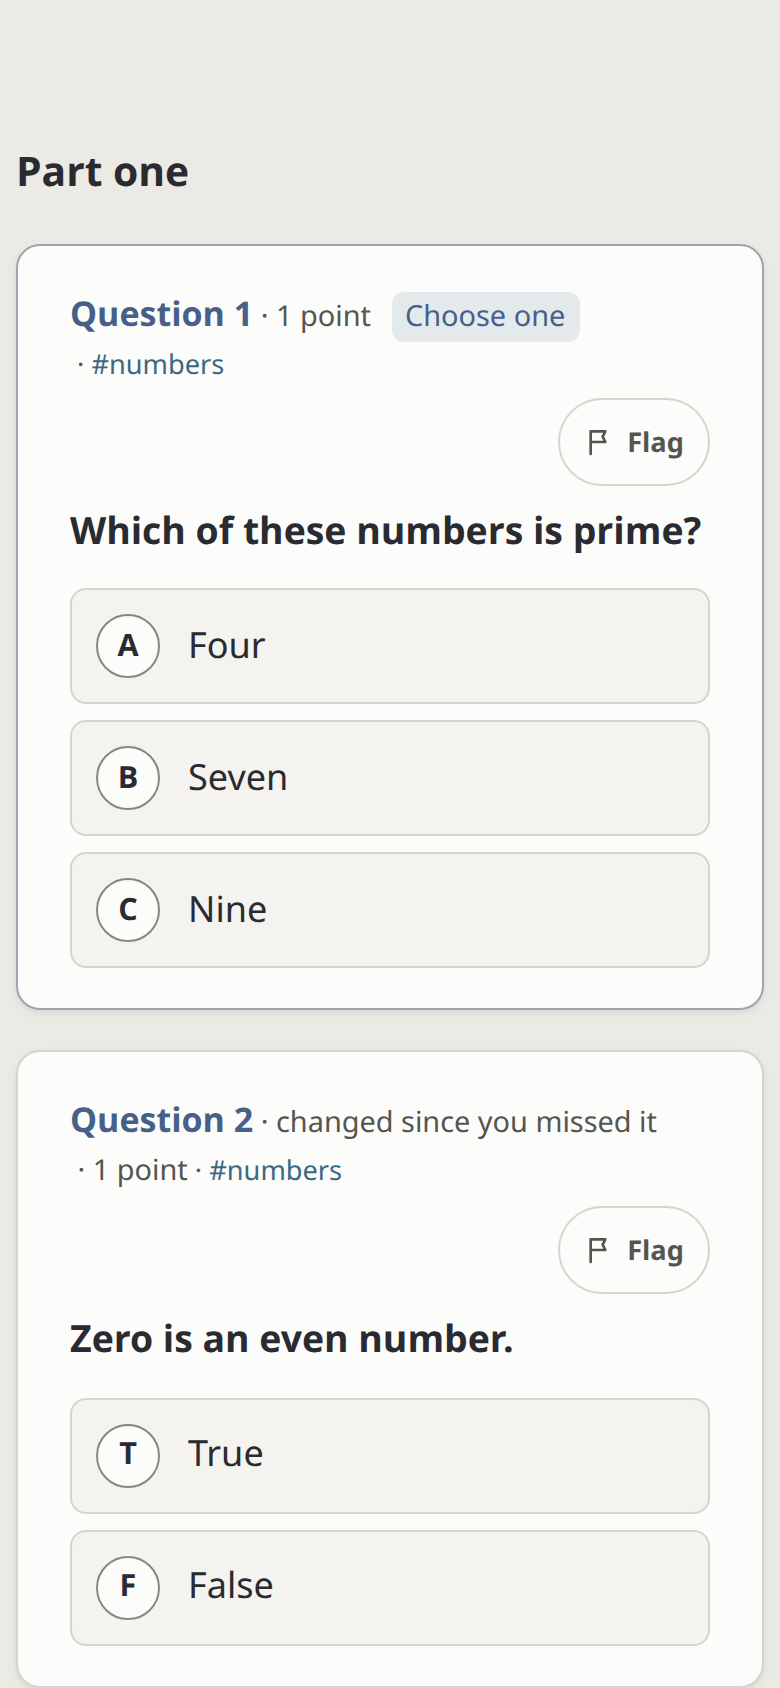 Part one
Question 1 · 1 point Choose one
· #numbers
Flag
Which of these numbers is prime?
A Four
B Seven
C Nine
Question 2 · changed since you missed it
· 1 point · #numbers
Flag
Zero is an even number.
T True
F False